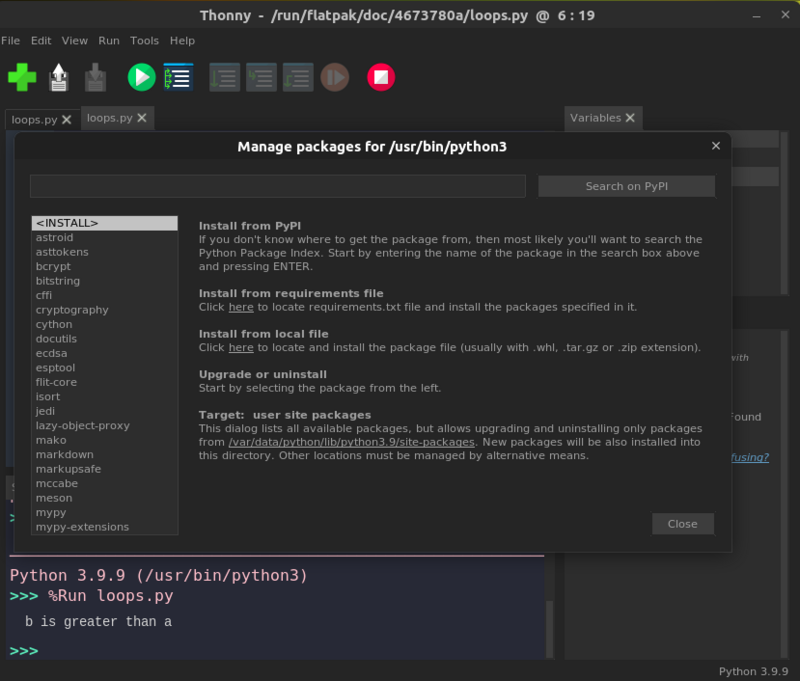 Thonny - /run/flatpak/doc/4673780a/loops.py @ 6 : 19
File Edit View Run Tools Help
loops.py loops.py
Variables
Manage packages for /usr/bin/python3
Search on PyPI
<INSTALL>
astroid
asttokens
bcrypt
bitstring
cffi
cryptography
cython
docutils
ecdsa
esptool
flit-core
isort
jedi
lazy-object-proxy
mako
markdown
markupsafe
mccabe
meson
mypy
mypy-extensions
Install from PyPI
If you don't know where to get the package from, then most likely you'll want to search the
Python Package Index. Start by entering the name of the package in the search box above
and pressing ENTER.
Install from requirements file
Click here to locate requirements.txt file and install the packages specified in it.
Install from local file
Click here to locate and install the package file (usually with .whl, .tar.gz or .zip extension).
Upgrade or uninstall
Start by selecting the package from the left.
Target: user site packages
This dialog lists all available packages, but allows upgrading and uninstalling only packages
from /var/data/python/lib/python3.9/site-packages. New packages will be also installed into
this directory. Other locations must be managed by alternative means.
Close
with
Found
fusing?
Python 3.9.9 (/usr/bin/python3)
>>> %Run loops.py
b is greater than a
>>>
Python 3.9.9